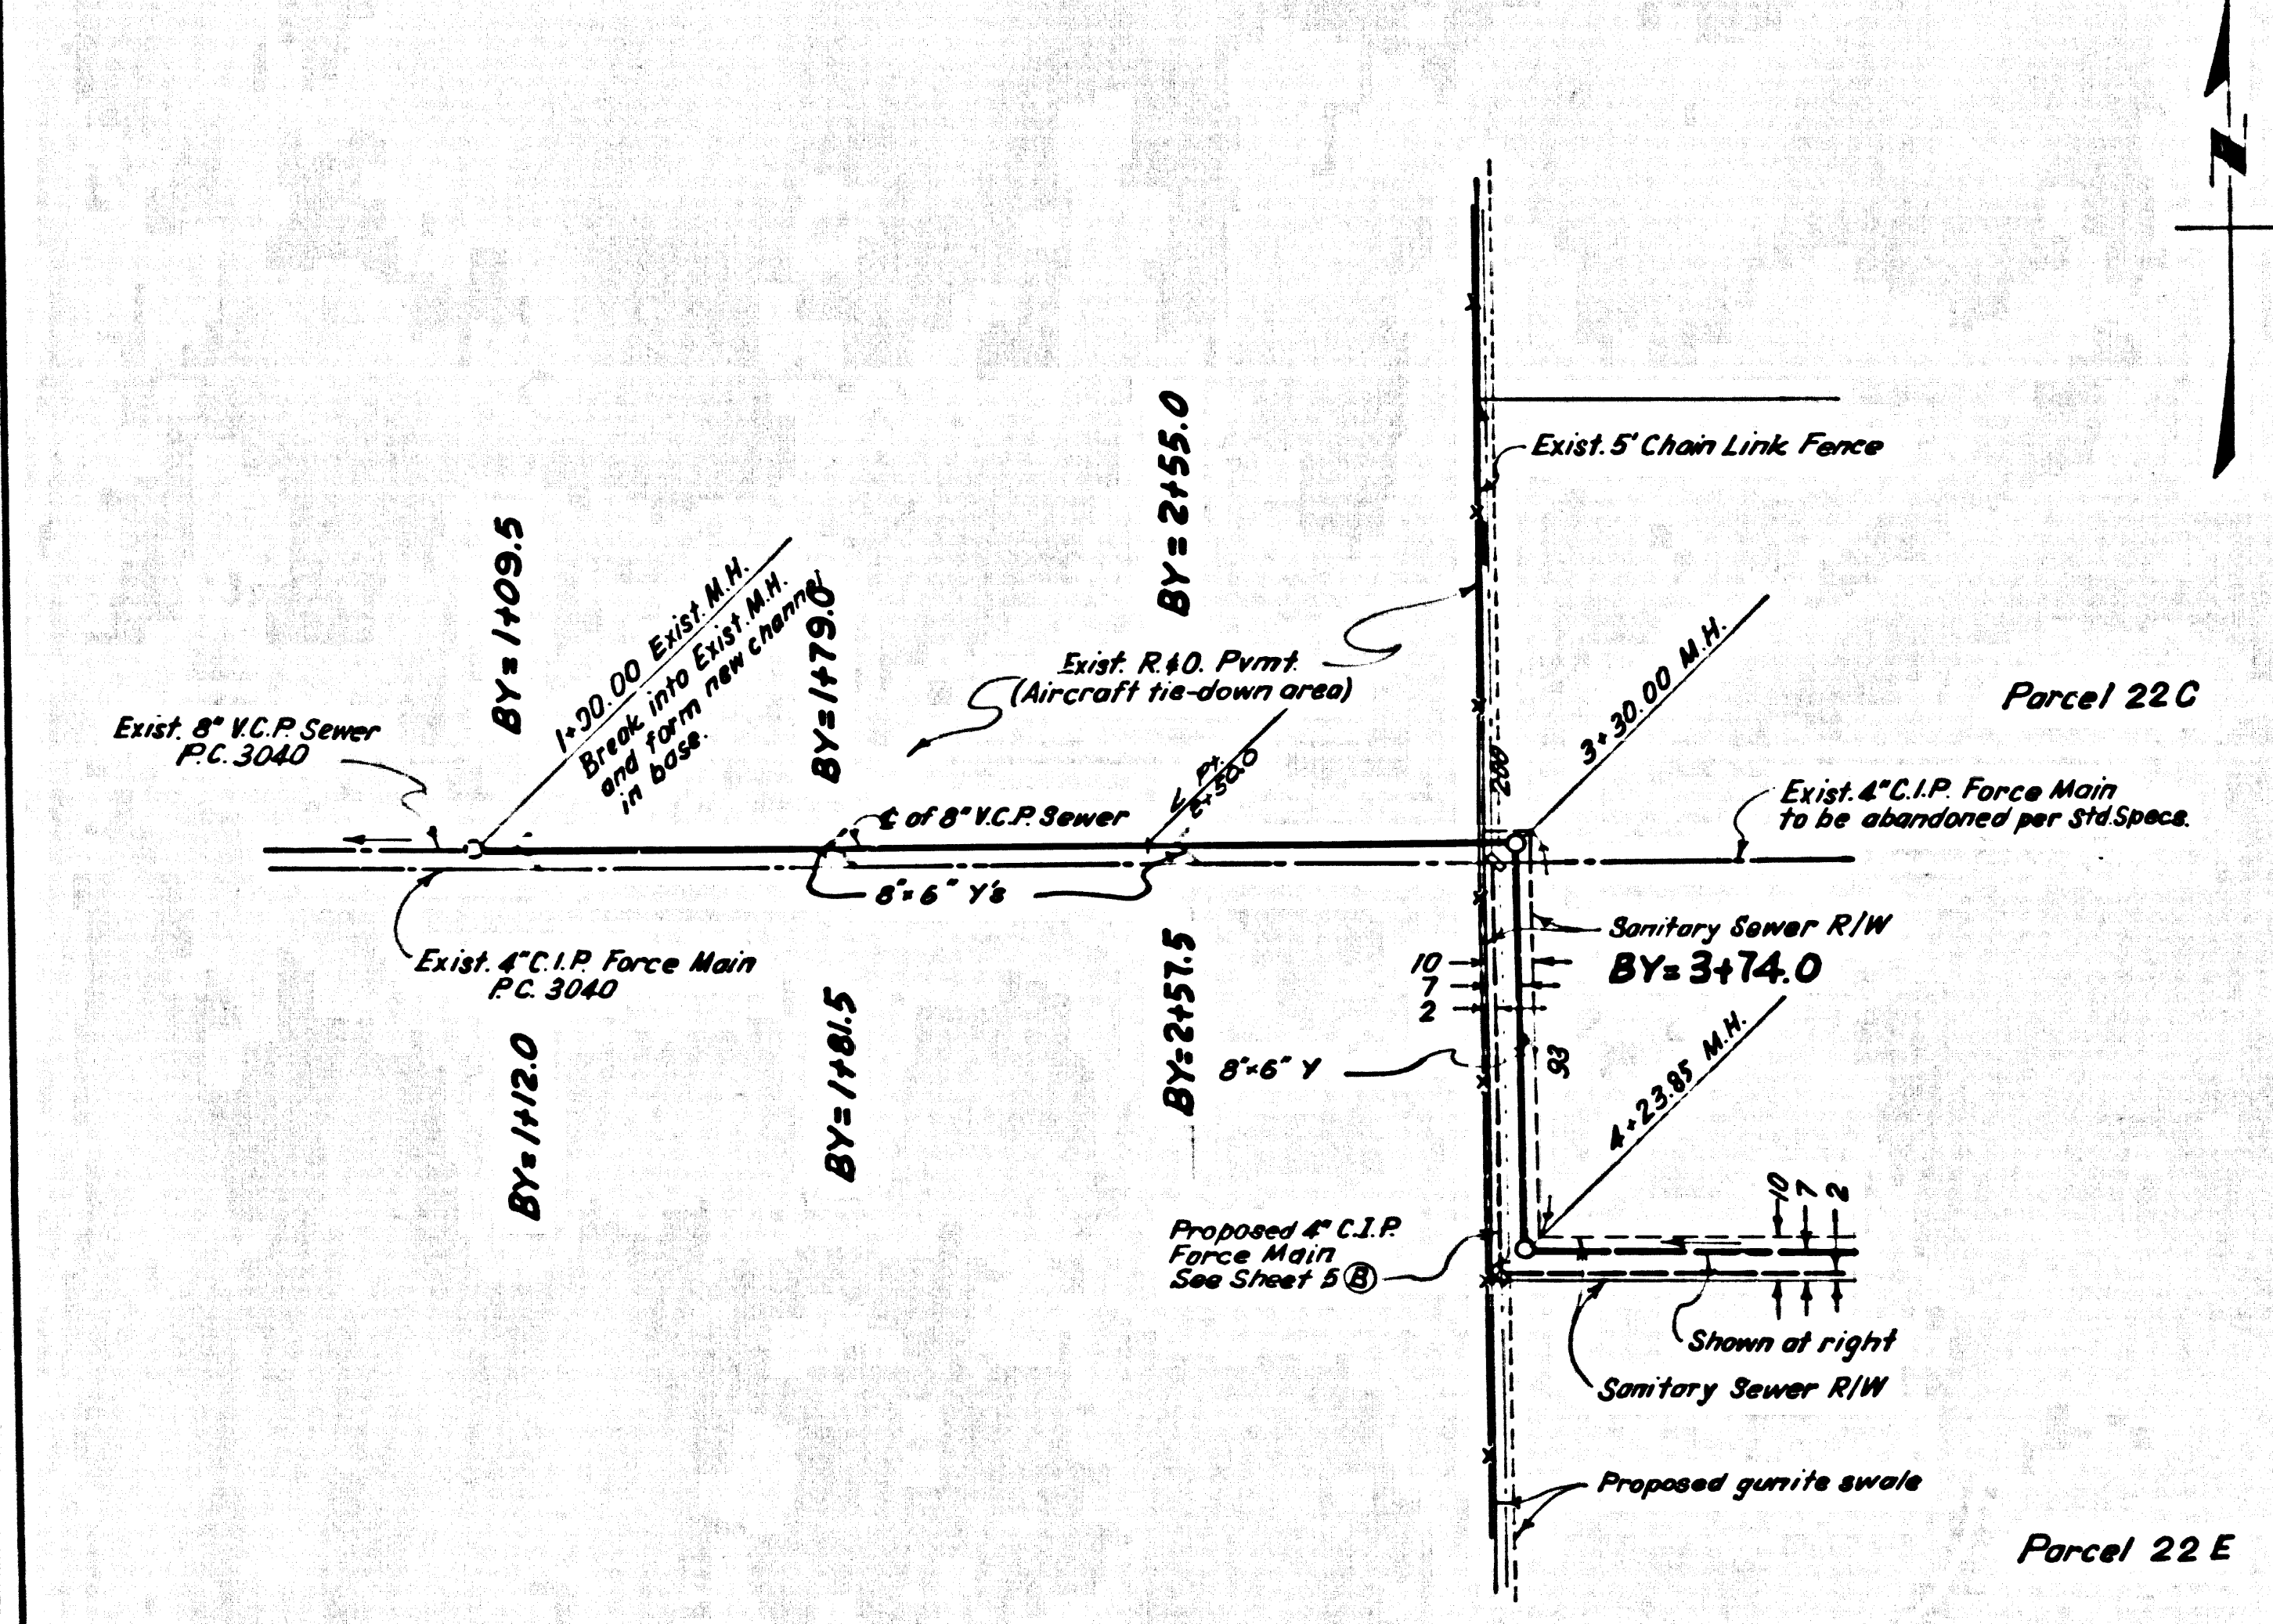 N
Exist. 5' Chain Link Fence
BY = 2+55.0
BY = 1+09.5
1+00.00 Exist. M.H.
Break into Exist. M.H.
and form new channel
in base.
BY = 1+79.0
Exist. R.&O. Pvmt.
(Aircraft tie-down area)
3+30.00 M.H.
Parcel 22C
Exist. 8" V.C.P. Sewer
P.C. 3040
Pt.
2+50.0
Exist. 4" C.I.P. Force Main
to be abandoned per Std. Specs.
℄ of 8" V.C.P. Sewer
8"x6" Y's
Sanitary Sewer R/W
BY= 3+74.0
Exist. 4" C.I.P. Force Main
P.C. 3040
10
7
2
BY=2+57.5
BY = 1+81.5
BY= 1+12.0
8"x6" Y
93
4+23.85 M.H.
10
7
2
Proposed 4" C.I.P.
Force Main
See Sheet 5 Ⓑ
Shown at right
Sanitary Sewer R/W
Proposed gunite swale
Parcel 22 E